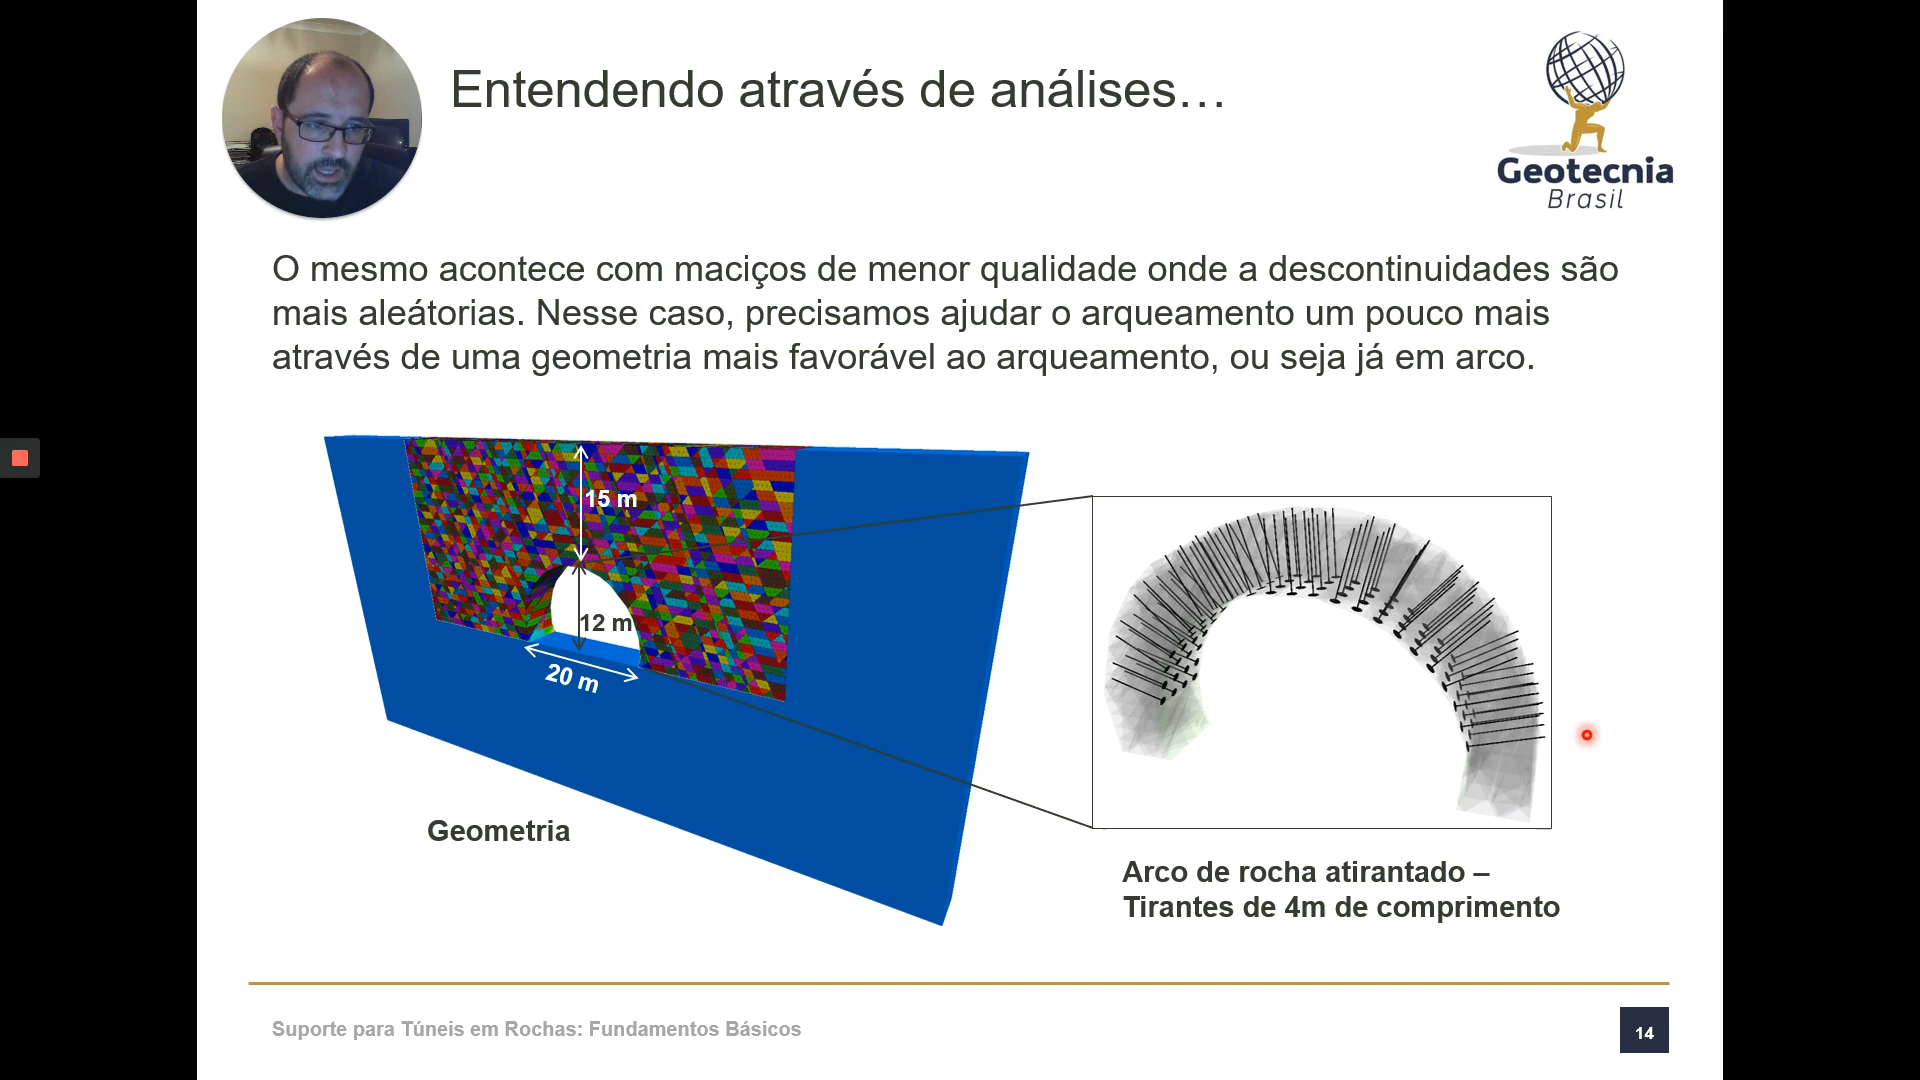 Entendendo através de análises…
Geotecnia
Brasil
O mesmo acontece com maciços de menor qualidade onde a descontinuidades são
mais aleátorias. Nesse caso, precisamos ajudar o arqueamento um pouco mais
através de uma geometria mais favorável ao arqueamento, ou seja já em arco.
15 m
12 m
20 m
Geometria
Arco de rocha atirantado –
Tirantes de 4m de comprimento
Suporte para Túneis em Rochas: Fundamentos Básicos
14